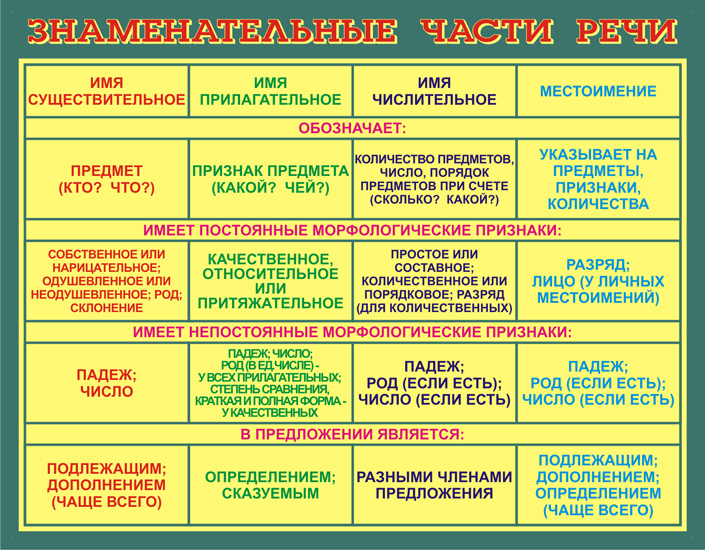 ЗНАМЕНАТЕЛЬНЫЕ ЧАСТИ РЕЧИ
ИМЯ
СУЩЕСТВИТЕЛЬНОЕ
ИМЯ
ПРИЛАГАТЕЛЬНОЕ
ИМЯ
ЧИСЛИТЕЛЬНОЕ
МЕСТОИМЕНИЕ
ОБОЗНАЧАЕТ:
ПРЕДМЕТ
(КТО? ЧТО?)
ПРИЗНАК ПРЕДМЕТА
(КАКОЙ? ЧЕЙ?)
КОЛИЧЕСТВО ПРЕДМЕТОВ,
ЧИСЛО, ПОРЯДОК
ПРЕДМЕТОВ ПРИ СЧЕТЕ
(СКОЛЬКО? КАКОЙ?)
УКАЗЫВАЕТ НА
ПРЕДМЕТЫ,
ПРИЗНАКИ,
КОЛИЧЕСТВА
ИМЕЕТ ПОСТОЯННЫЕ МОРФОЛОГИЧЕСКИЕ ПРИЗНАКИ:
СОБСТВЕННОЕ ИЛИ
НАРИЦАТЕЛЬНОЕ;
ОДУШЕВЛЕННОЕ ИЛИ
НЕОДУШЕВЛЕННОЕ; РОД;
СКЛОНЕНИЕ
КАЧЕСТВЕННОЕ,
ОТНОСИТЕЛЬНОЕ
ИЛИ
ПРИТЯЖАТЕЛЬНОЕ
ПРОСТОЕ ИЛИ
СОСТАВНОЕ;
КОЛИЧЕСТВЕННОЕ ИЛИ
ПОРЯДКОВОЕ; РАЗРЯД
(ДЛЯ КОЛИЧЕСТВЕННЫХ)
РАЗРЯД;
ЛИЦО (У ЛИЧНЫХ
МЕСТОИМЕНИЙ)
ИМЕЕТ НЕПОСТОЯННЫЕ МОРФОЛОГИЧЕСКИЕ ПРИЗНАКИ:
ПАДЕЖ;
ЧИСЛО
ПАДЕЖ; ЧИСЛО;
РОД (В ЕД.ЧИСЛЕ) -
У ВСЕХ ПРИЛАГАТЕЛЬНЫХ;
СТЕПЕНЬ СРАВНЕНИЯ,
КРАТКАЯ И ПОЛНАЯ ФОРМА -
У КАЧЕСТВЕННЫХ
ПАДЕЖ;
РОД (ЕСЛИ ЕСТЬ);
ЧИСЛО (ЕСЛИ ЕСТЬ)
ПАДЕЖ;
РОД (ЕСЛИ ЕСТЬ);
ЧИСЛО (ЕСЛИ ЕСТЬ)
В ПРЕДЛОЖЕНИИ ЯВЛЯЕТСЯ:
ПОДЛЕЖАЩИМ;
ДОПОЛНЕНИЕМ
(ЧАЩЕ ВСЕГО)
ОПРЕДЕЛЕНИЕМ;
СКАЗУЕМЫМ
РАЗНЫМИ ЧЛЕНАМИ
ПРЕДЛОЖЕНИЯ
ПОДЛЕЖАЩИМ;
ДОПОЛНЕНИЕМ;
ОПРЕДЕЛЕНИЕМ
(ЧАЩЕ ВСЕГО)